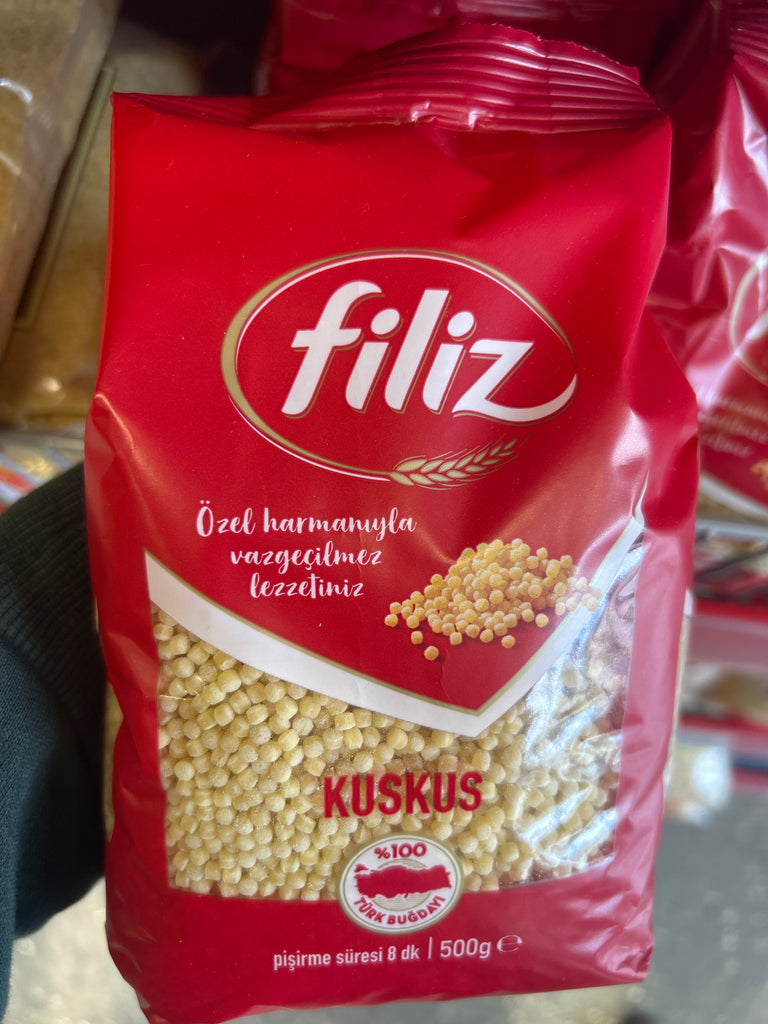 filiz
Özel harmanıyla
vazgeçilmez
lezzetiniz
KUSKUS
%100
TÜRK BUĞDAYI
pişirme süresi 8 dk | 500g ℮